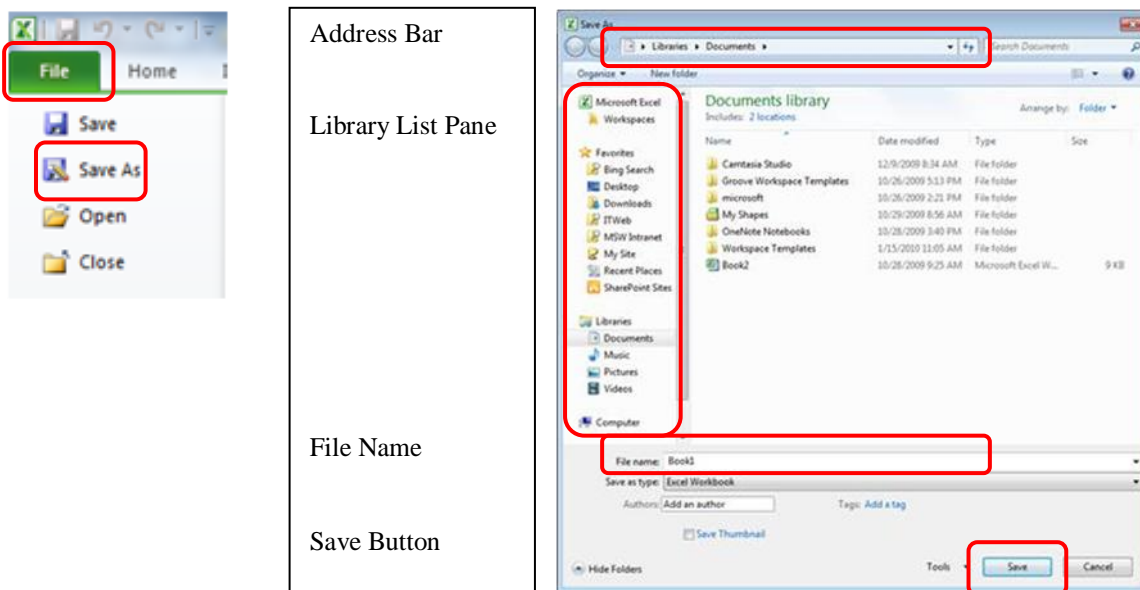 File Home
Save
Save As
Open
Close
Address Bar
Library List Pane
File Name
Save Button
Save As
Libraries Documents
Search Documents
Organize New folder
Microsoft Excel
Workspaces
Favorites
Bing Search
Desktop
Downloads
ITWeb
MSW Intranet
My Site
Recent Places
SharePoint Sites
Libraries
Documents
Music
Pictures
Videos
Computer
Documents library
Includes: 2 locations
Arrange by: Folder
Name Date modified Type Size
Camtasia Studio 12/9/2009 8:34 AM File folder
Groove Workspace Templates 10/26/2009 5:13 PM File folder
microsoft 10/26/2009 2:21 PM File folder
My Shapes 10/29/2009 8:56 AM File folder
OneNote Notebooks 10/28/2009 3:40 PM File folder
Workspace Templates 1/15/2010 11:05 AM File folder
Book2 10/28/2009 9:25 AM Microsoft Excel W... 9 KB
File name: Book1
Save as type: Excel Workbook
Authors: Add an author Tags: Add a tag
Save Thumbnail
Hide Folders Tools Save Cancel